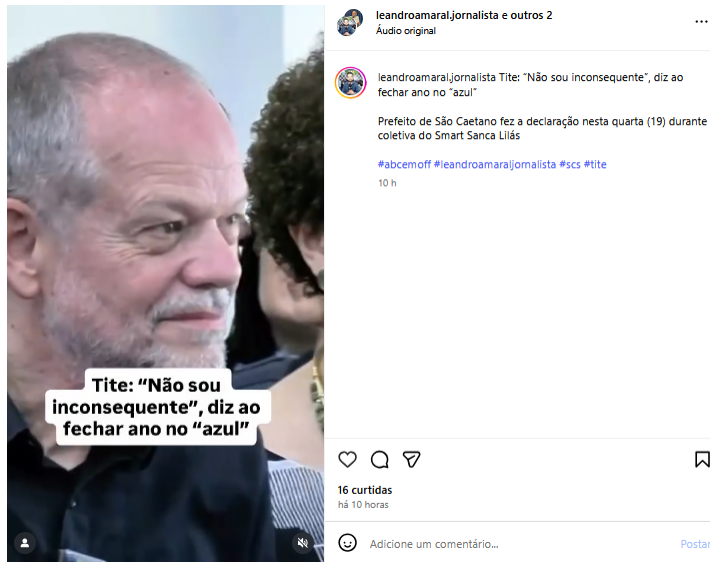 leandroamaral.jornalista e outros 2
Áudio original
leandroamaral.jornalista Tite: “Não sou inconsequente”, diz ao
fechar ano no “azul”
Prefeito de São Caetano fez a declaração nesta quarta (19) durante
coletiva do Smart Sanca Lilás
#abcemoff #leandroamaraljornalista #scs #tite
10 h
Tite: “Não sou
inconsequente”, diz ao
fechar ano no “azul”
16 curtidas
há 10 horas
Adicione um comentário...
Postar